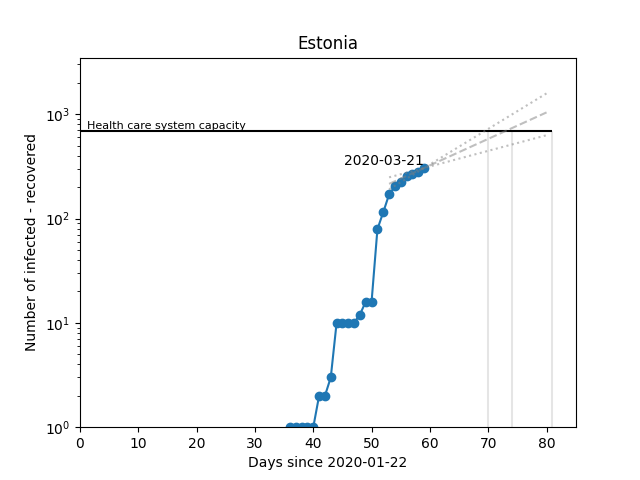 Estonia
Number of infected - recovered
10³
10²
10¹
10⁰
Health care system capacity
2020-03-21
0 10 20 30 40 50 60 70 80
Days since 2020-01-22